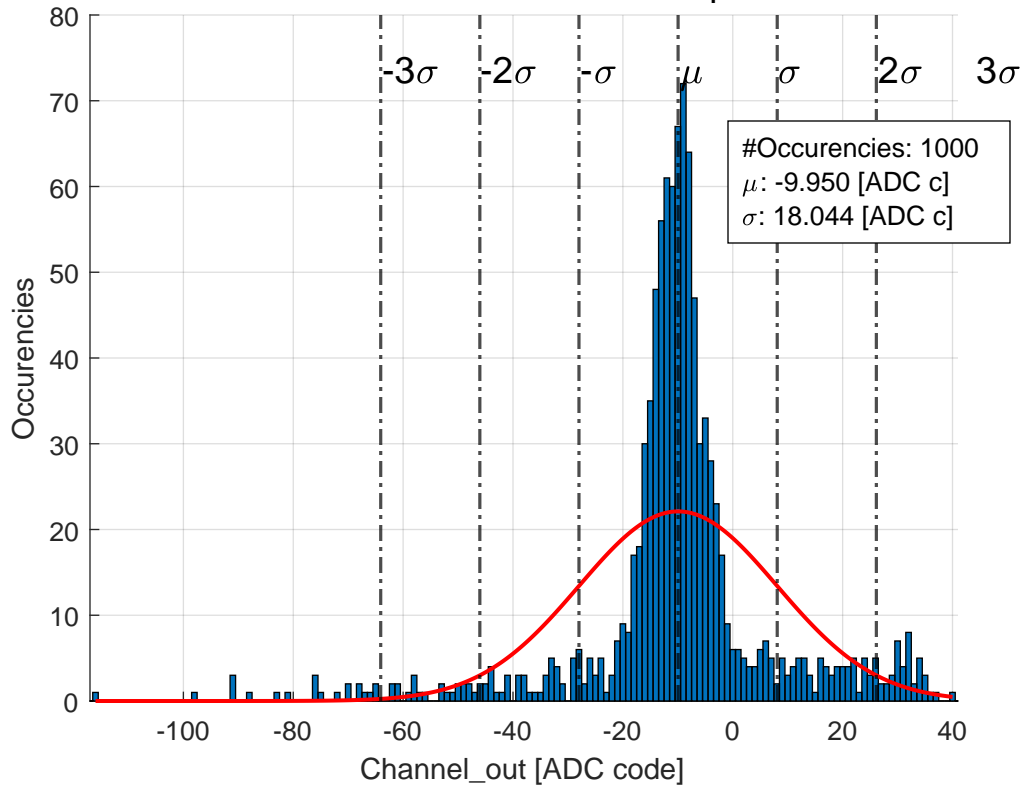 80
-3σ -2σ -σ μ σ 2σ 3σ
70
#Occurencies: 1000
μ: -9.950 [ADC c]
σ: 18.044 [ADC c]
60
50
40
30
20
10
0
Occurencies
-100 -80 -60 -40 -20 0 20 40
Channel_out [ADC code]